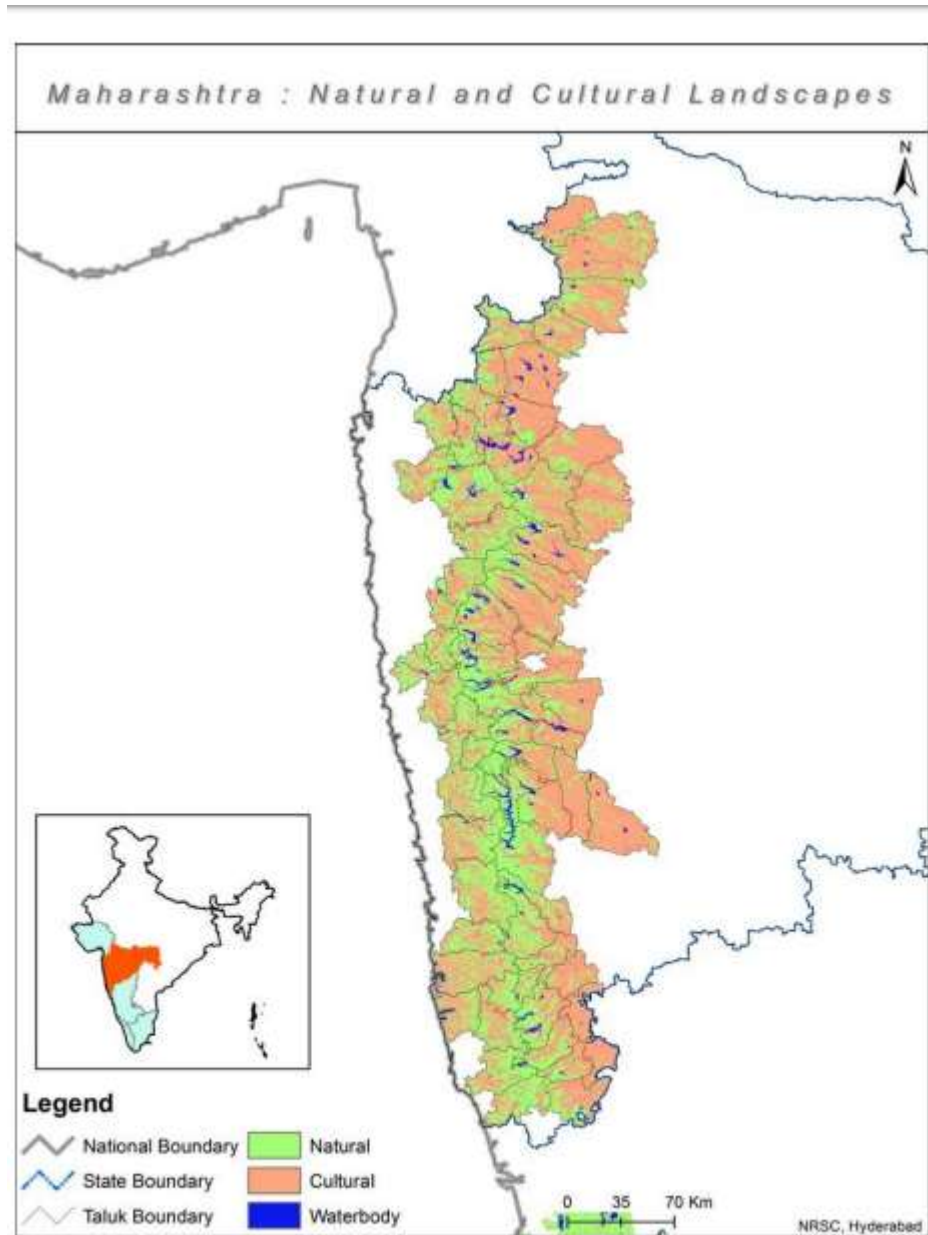 Maharashtra : Natural and Cultural Landscapes
N
Legend
National Boundary
State Boundary
Taluk Boundary
Natural
Cultural
Waterbody
0 35 70 Km
NRSC, Hyderabad